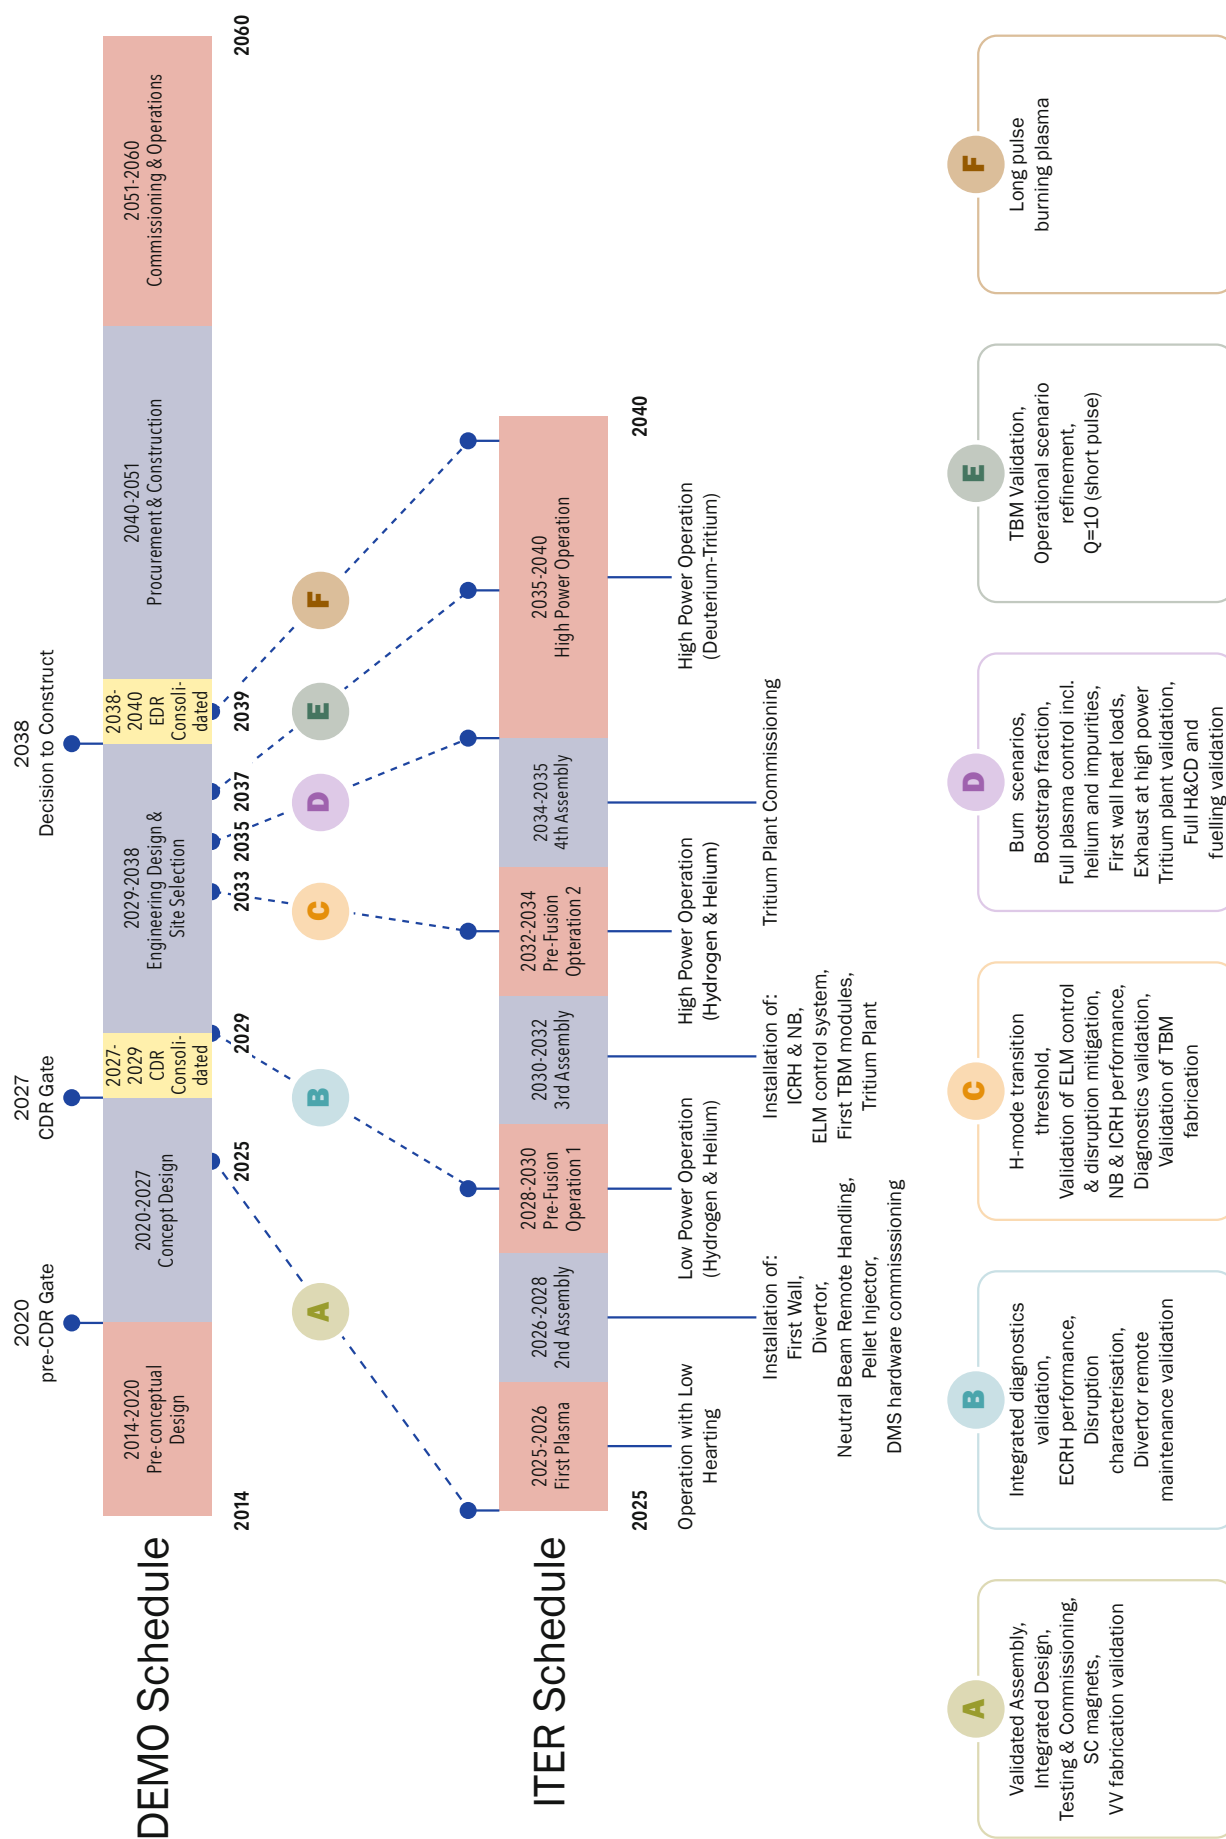 DEMO Schedule
2020
pre-CDR Gate
2027
CDR Gate
2038
Decision to Construct
2014-2020
Pre-conceptual
Design
2020-2027
Concept Design
2027-
2029
CDR
Consoli-
dated
2029-2038
Engineering Design &
Site Selection
2038-
2040
EDR
Consoli-
dated
2040-2051
Procurement & Construction
2051-2060
Commissioning & Operations
2014
2025
2029
2033
2035
2037
2039
2060
A
B
C
D
E
F
ITER Schedule
2025-2026
First Plasma
2026-2028
2nd Assembly
2028-2030
Pre-Fusion
Operation 1
2030-2032
3rd Assembly
2032-2034
Pre-Fusion
Opteration 2
2034-2035
4th Assembly
2035-2040
High Power Operation
2025
2040
Operation with Low
Hearting
Installation of:
First Wall,
Divertor,
Neutral Beam Remote Handling,
Pellet Injector,
DMS hardware commisssioning
Low Power Operation
(Hydrogen & Helium)
Installation of:
ICRH & NB,
ELM control system,
First TBM modules,
Tritium Plant
High Power Operation
(Hydrogen & Helium)
Tritium Plant Commissioning
High Power Operation
(Deuterium-Tritium)
A
Validated Assembly,
Integrated Design,
Testing & Commissioning,
SC magnets,
VV fabrication validation
B
Integrated diagnostics
validation,
ECRH performance,
Disruption
characterisation,
Divertor remote
maintenance validation
C
H-mode transition
threshold,
Validation of ELM control
& disruption mitigation,
NB & ICRH performance,
Diagnostics validation,
Validation of TBM
fabrication
D
Burn scenarios,
Bootstrap fraction,
Full plasma control incl.
helium and impurities,
First wall heat loads,
Exhaust at high power
Tritium plant validation,
Full H&CD and
fuelling validation
E
TBM Validation,
Operational scenario
refinement,
Q=10 (short pulse)
F
Long pulse
burning plasma